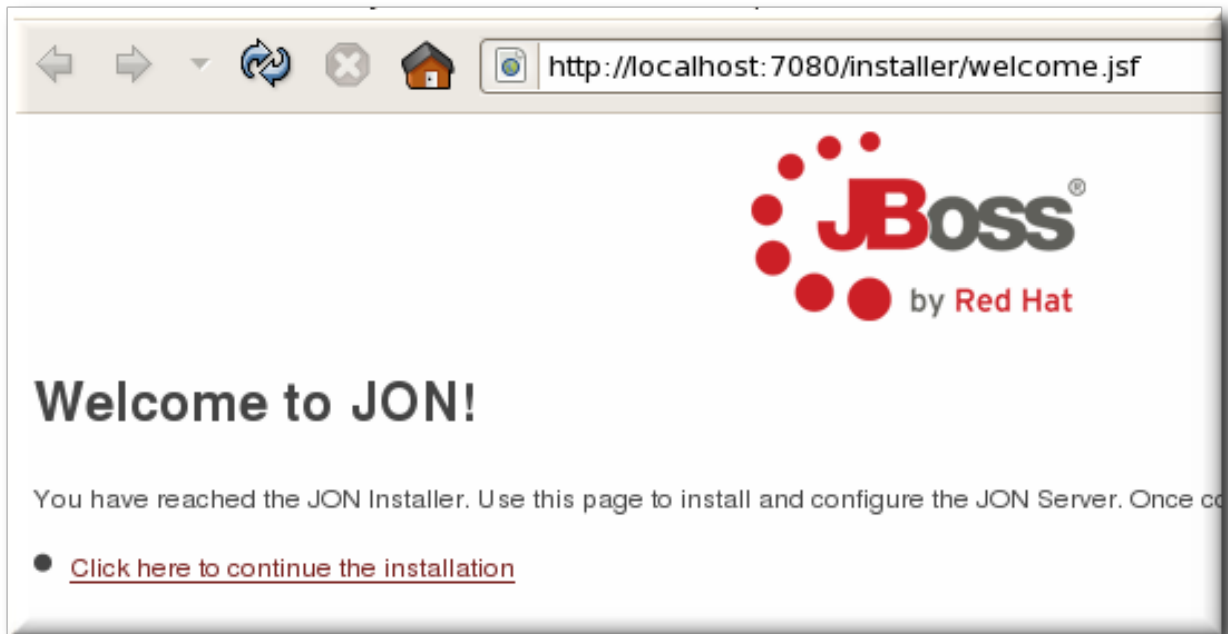 http://localhost:7080/installer/welcome.jsf
JBoss®
by Red Hat
Welcome to JON!
You have reached the JON Installer. Use this page to install and configure the JON Server. Once
Click here to continue the installation